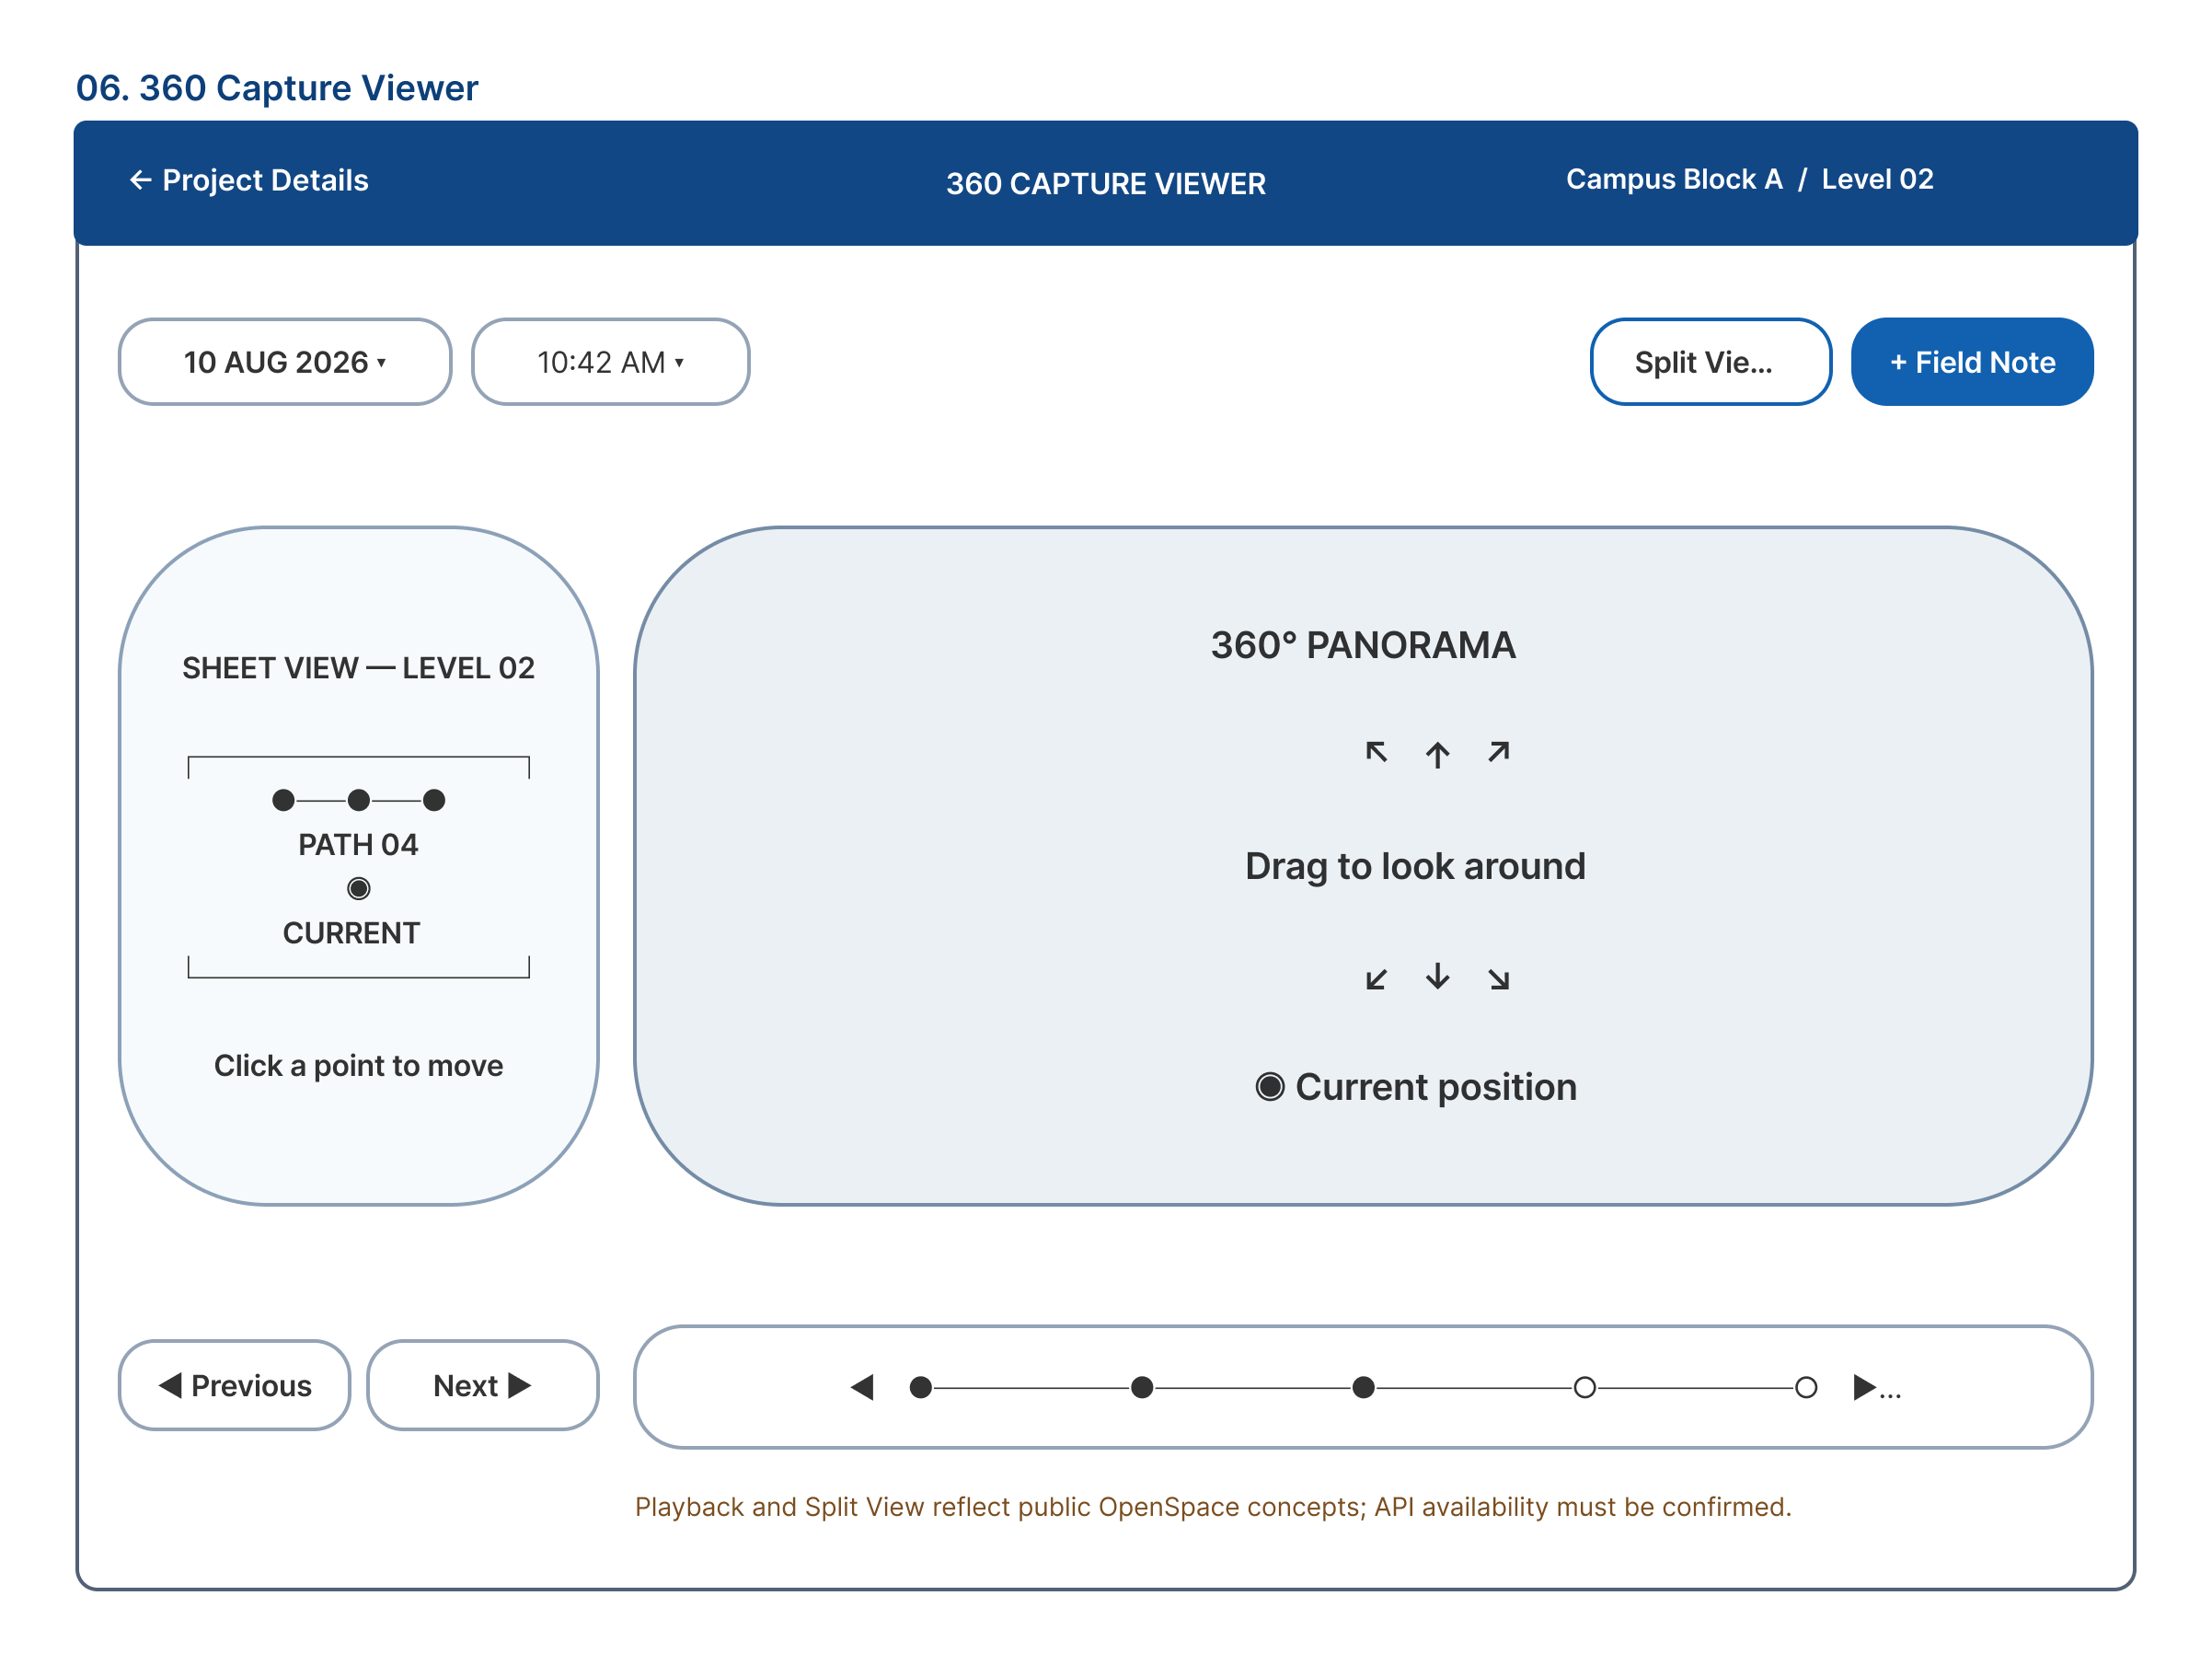 06. 360 Capture Viewer
← Project Details
360 CAPTURE VIEWER
Campus Block A / Level 02
10 AUG 2026 ▾
10:42 AM ▾
Split Vie...
+ Field Note
SHEET VIEW — LEVEL 02
PATH 04
◉
CURRENT
Click a point to move
360° PANORAMA
↖ ↑ ↗
Drag to look around
↙ ↓ ↘
◉ Current position
◀ Previous
Next ▶
◀ ●────●────●────○────○ ▶...
Playback and Split View reflect public OpenSpace concepts; API availability must be confirmed.